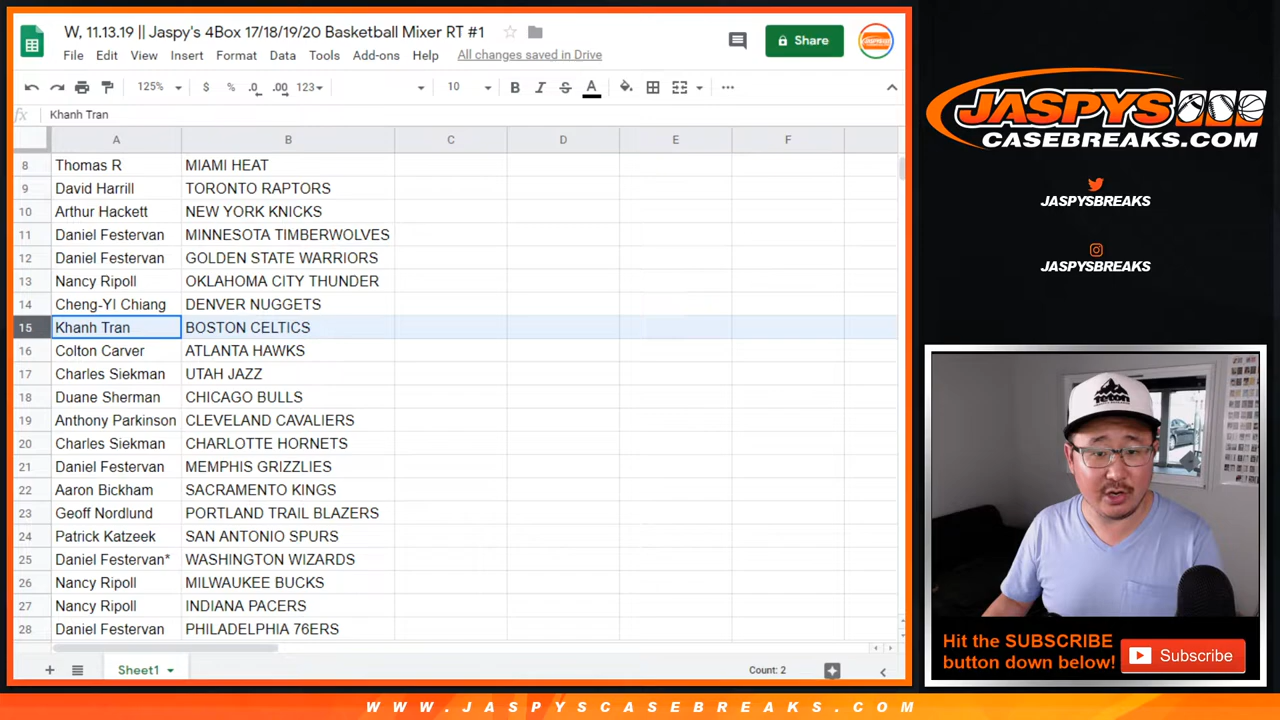 W, 11.13.19 || Jaspy's 4Box 17/18/19/20 Basketball Mixer RT #1
File Edit View Insert Format Data Tools Add-ons Help All changes saved in Drive
Share
125% $ % .0 .00 123 10 B I S A
fx Khanh Tran
A B C D E F
8 Thomas R MIAMI HEAT
9 David Harrill TORONTO RAPTORS
10 Arthur Hackett NEW YORK KNICKS
11 Daniel Festervan MINNESOTA TIMBERWOLVES
12 Daniel Festervan GOLDEN STATE WARRIORS
13 Nancy Ripoll OKLAHOMA CITY THUNDER
14 Cheng-YI Chiang DENVER NUGGETS
15 Khanh Tran BOSTON CELTICS
16 Colton Carver ATLANTA HAWKS
17 Charles Siekman UTAH JAZZ
18 Duane Sherman CHICAGO BULLS
19 Anthony Parkinson CLEVELAND CAVALIERS
20 Charles Siekman CHARLOTTE HORNETS
21 Daniel Festervan MEMPHIS GRIZZLIES
22 Aaron Bickham SACRAMENTO KINGS
23 Geoff Nordlund PORTLAND TRAIL BLAZERS
24 Patrick Katzeek SAN ANTONIO SPURS
25 Daniel Festervan* WASHINGTON WIZARDS
26 Nancy Ripoll MILWAUKEE BUCKS
27 Nancy Ripoll INDIANA PACERS
28 Daniel Festervan PHILADELPHIA 76ERS
Sheet1
Count: 2
JASPYS
CASEBREAKS.COM
JASPYSBREAKS
JASPYSBREAKS
Teton
Hit the SUBSCRIBE
button down below!
Subscribe
WWW.JASPYSCASEBREAKS.COM